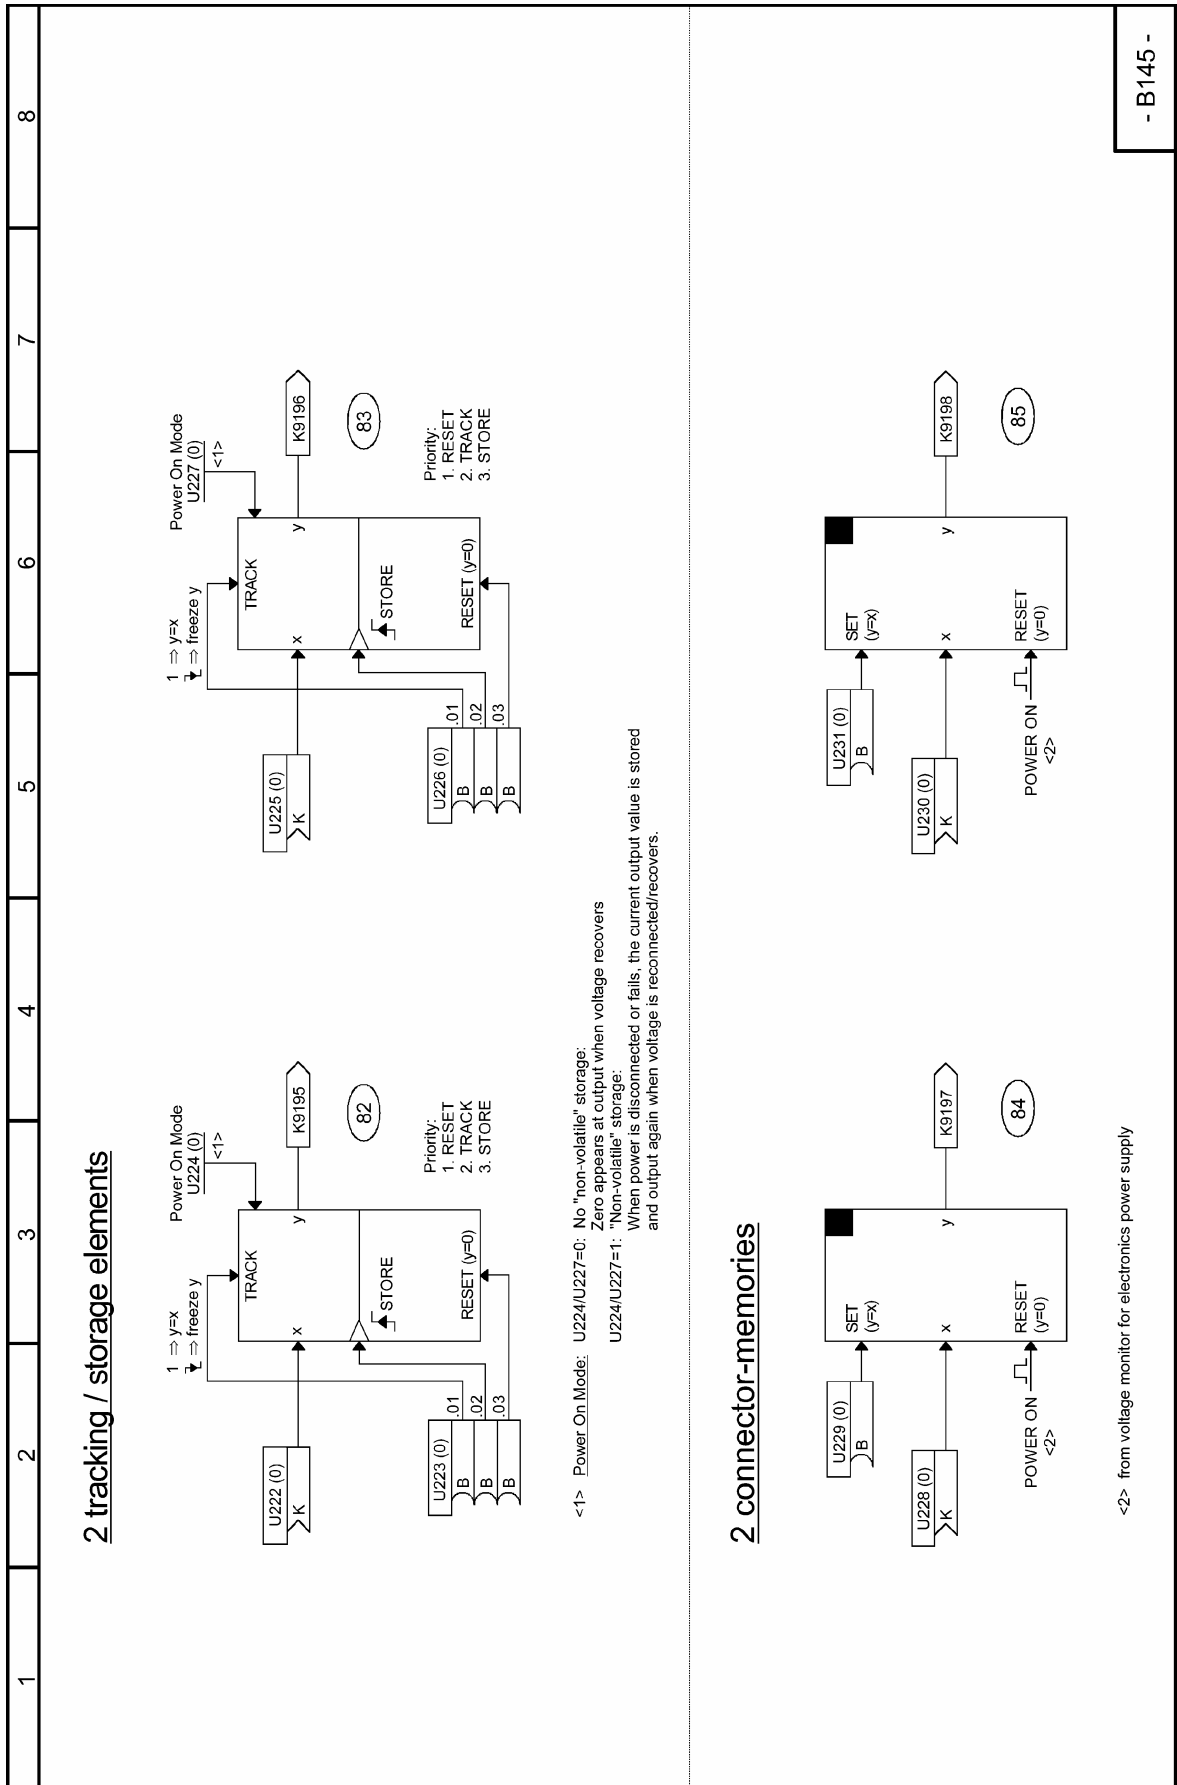 1
2
3
4
5
6
7
8
2 tracking / storage elements
1 ⇒ y=x
⇒ freeze y
Power On Mode
U224 (0)
<1>
U222 (0)
K
TRACK
x
y
K9195
82
STORE
RESET (y=0)
U223 (0)
B
.01
B
.02
B
.03
Priority:
1. RESET
2. TRACK
3. STORE
1 ⇒ y=x
⇒ freeze y
Power On Mode
U227 (0)
<1>
U225 (0)
K
TRACK
x
y
K9196
83
STORE
RESET (y=0)
U226 (0)
B
.01
B
.02
B
.03
Priority:
1. RESET
2. TRACK
3. STORE
<1> Power On Mode: U224/U227=0: No "non-volatile" storage:
Zero appears at output when voltage recovers
U224/U227=1: "Non-volatile" storage:
When power is disconnected or fails, the current output value is stored
and output again when voltage is reconnected/recovers.
2 connector-memories
U229 (0)
B
SET
(y=x)
U228 (0)
K
x
y
K9197
84
POWER ON
<2>
RESET
(y=0)
U231 (0)
B
SET
(y=x)
U230 (0)
K
x
y
K9198
85
POWER ON
<2>
RESET
(y=0)
<2> from voltage monitor for electronics power supply
- B145 -